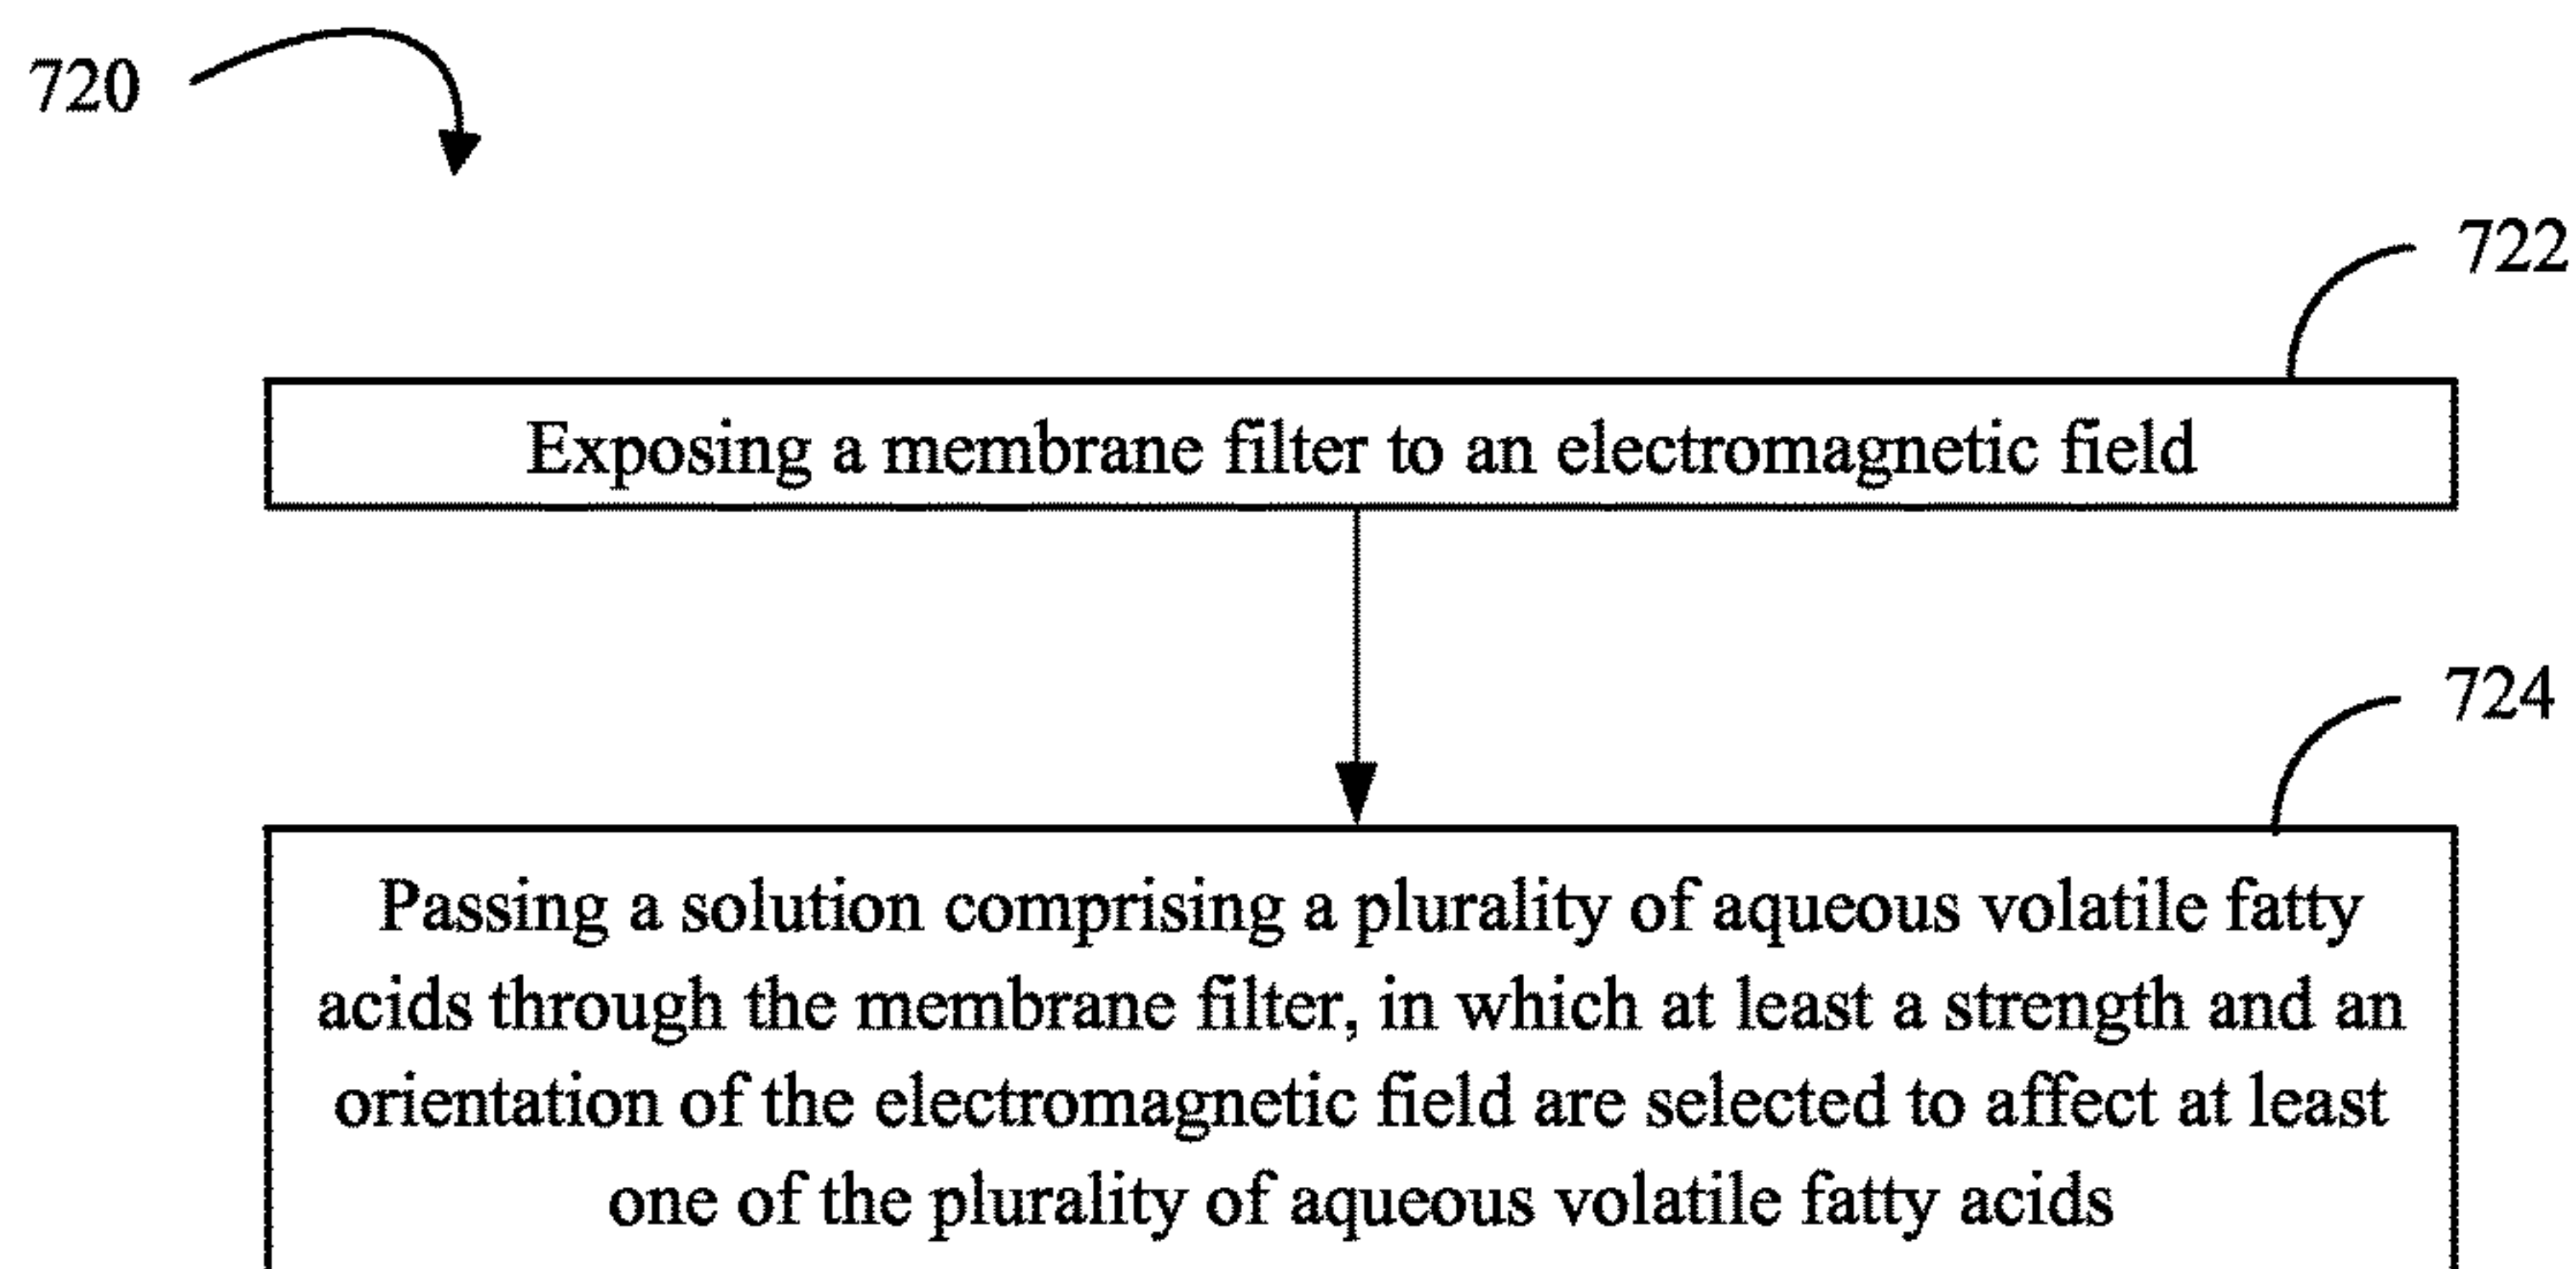 720
722
Exposing a membrane filter to an electromagnetic field
724
Passing a solution comprising a plurality of aqueous volatile fatty
acids through the membrane filter, in which at least a strength and an
orientation of the electromagnetic field are selected to affect at least
one of the plurality of aqueous volatile fatty acids